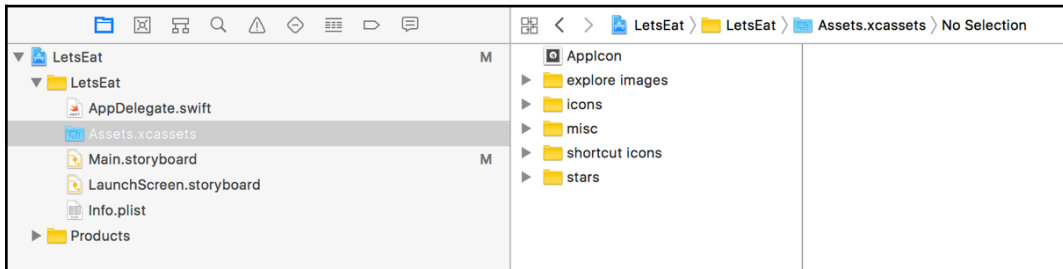 LetsEat 〉 LetsEat 〉 Assets.xcassets 〉 No Selection
LetsEat M
LetsEat
AppDelegate.swift
Assets.xcassets
Main.storyboard M
LaunchScreen.storyboard
Info.plist
Products
AppIcon
explore images
icons
misc
shortcut icons
stars